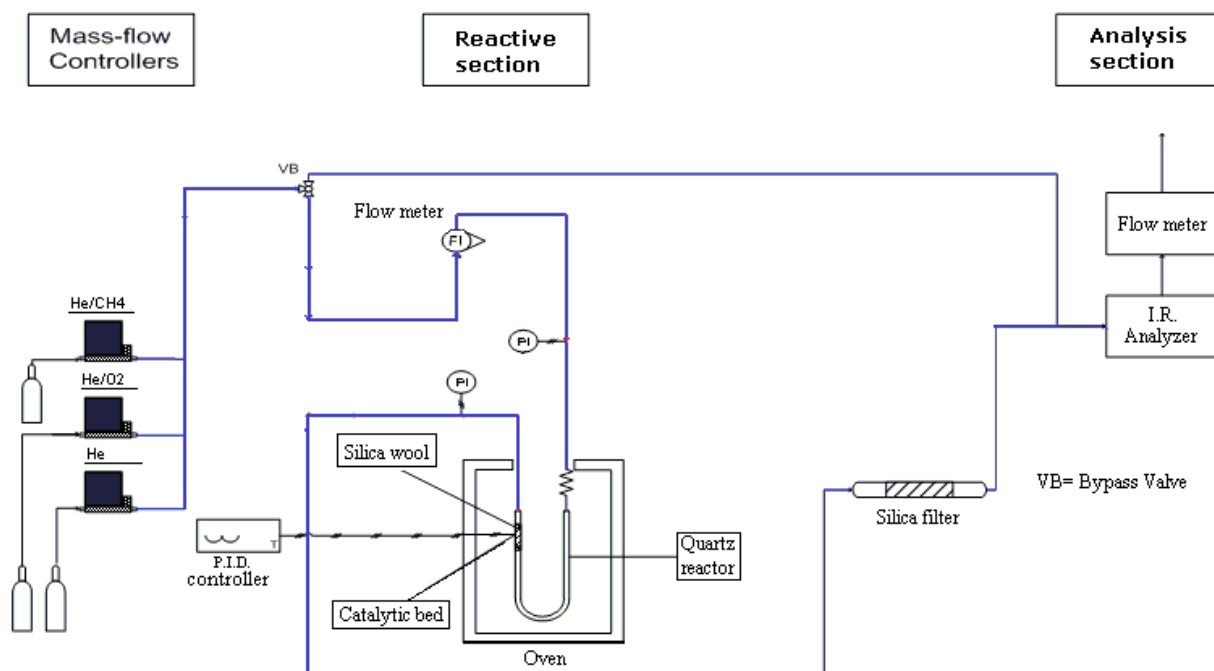 Mass-flow
Controllers
Reactive
section
Analysis
section
VB
Flow meter
FI
Flow meter
He/CH4
I.R.
Analyzer
PI
He/O2
PI
Silica wool
He
VB= Bypass Valve
Silica filter
T
P.I.D.
controller
Quartz
reactor
Catalytic bed
Oven